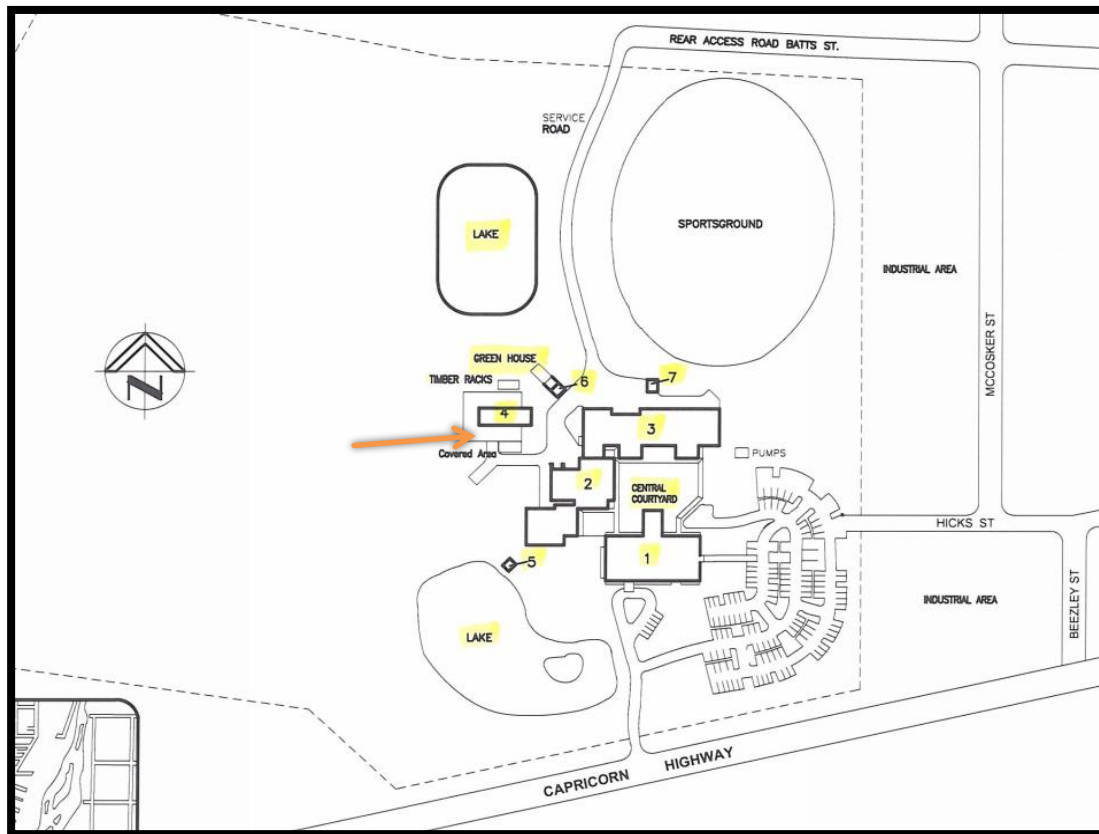 REAR ACCESS ROAD BATTS ST.
SERVICE
ROAD
SPORTSGROUND
LAKE
INDUSTRIAL AREA
MCCOSKER ST
GREEN HOUSE
TIMBER RACKS
6
7
4
3
Covered Area
PUMPS
2
CENTRAL
COURTYARD
HICKS ST
1
5
INDUSTRIAL AREA
BEEZLEY ST
LAKE
CAPRICORN HIGHWAY
N